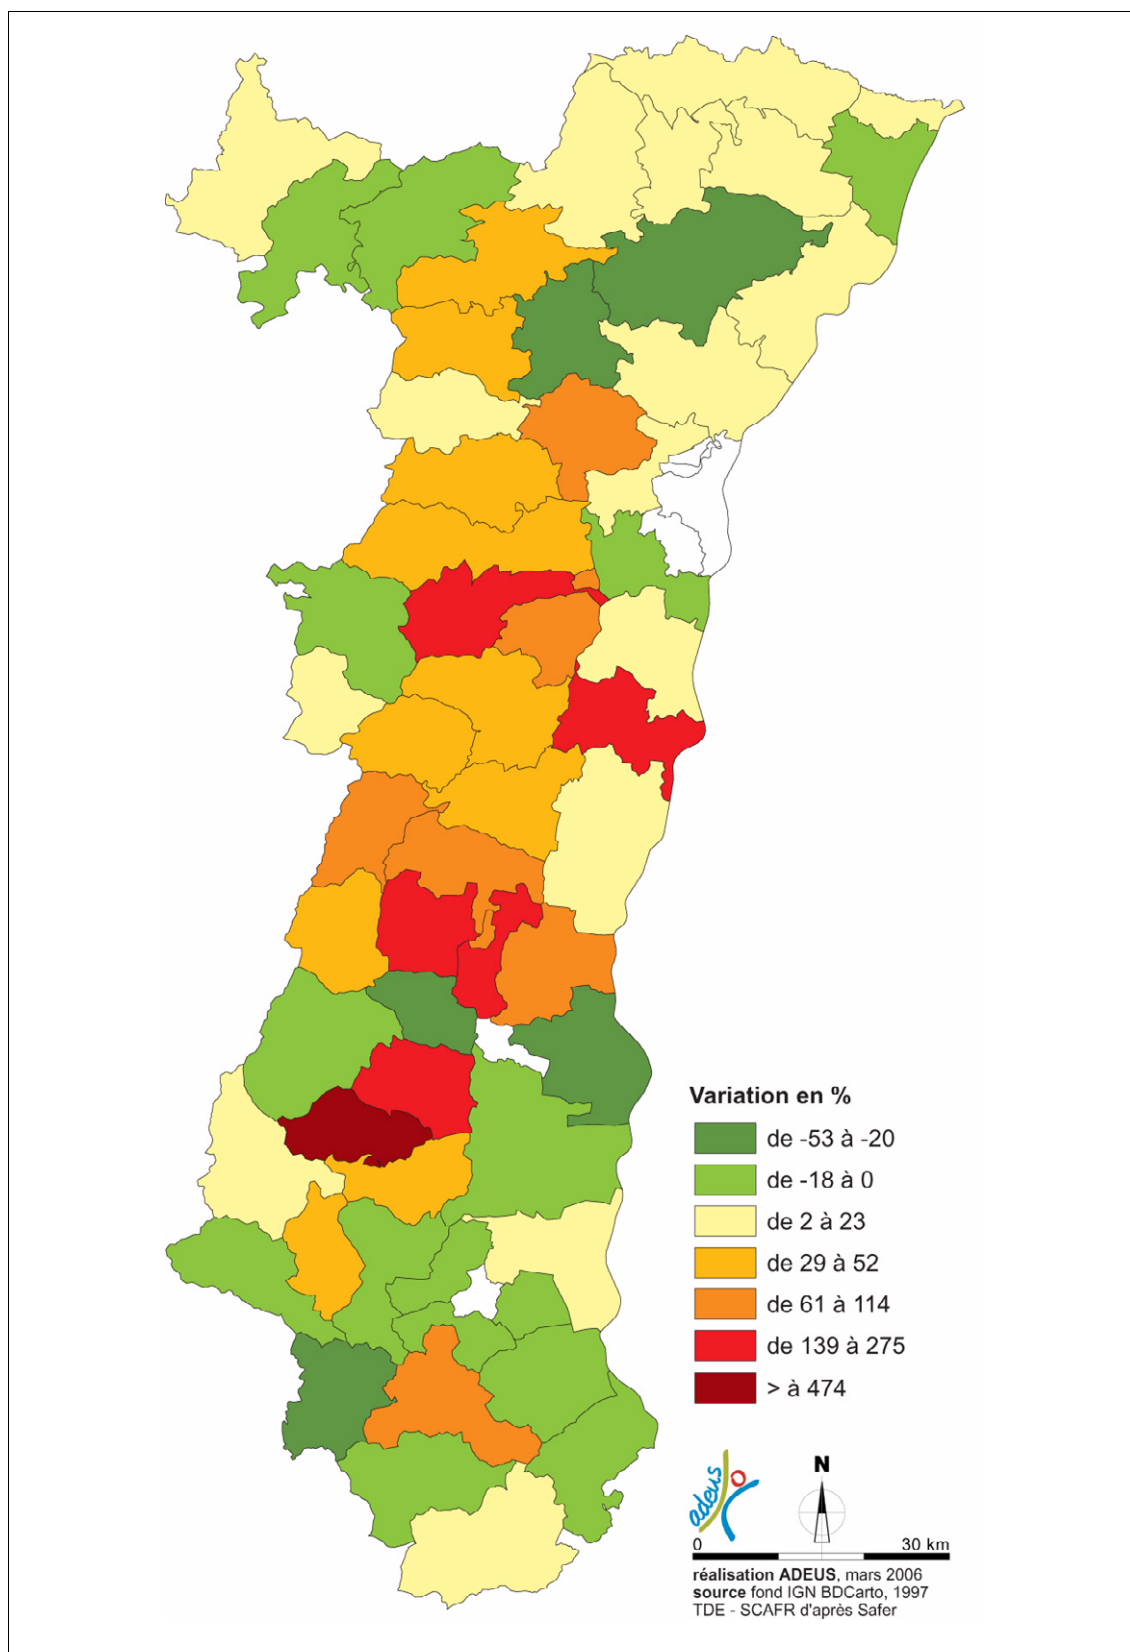 Variation en %
de -53 à -20
de -18 à 0
de 2 à 23
de 29 à 52
de 61 à 114
de 139 à 275
> à 474
adeus
N
0 30 km
réalisation ADEUS, mars 2006
source fond IGN BDCarto, 1997
TDE - SCAFR d'après Safer